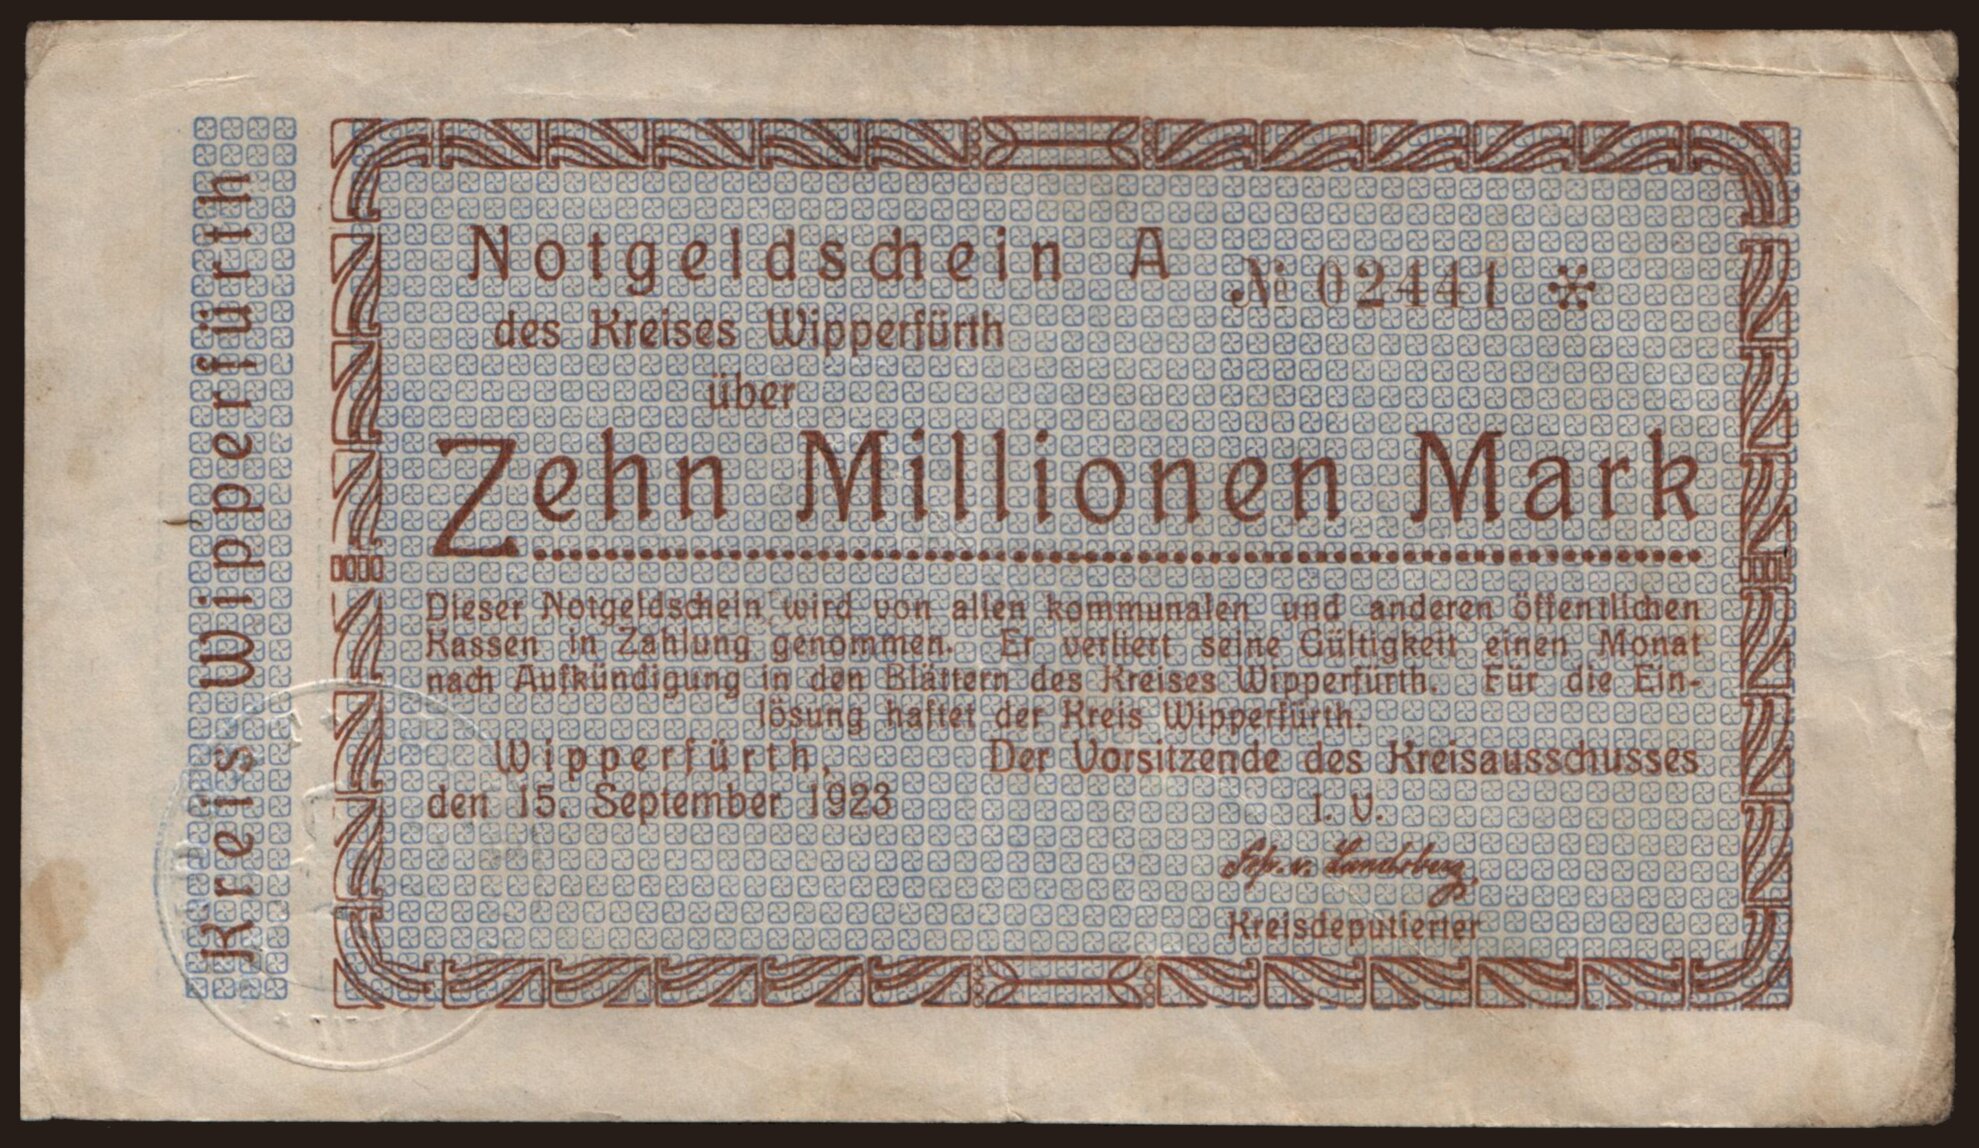 Kreis Wipperfürth
Notgeldschein A
№ 02441 *
des Kreises Wipperfürth
über
Zehn Millionen Mark
Dieser Notgeldschein wird von allen kommunalen und anderen öffentlichen
Kassen in Zahlung genommen. Er verliert seine Gültigkeit einen Monat
nach Aufkündigung in den Blättern des Kreises Wipperfürth. Für die Ein-
lösung haftet der Kreis Wipperfürth.
Wipperfürth,
den 15. September 1923
Der Vorsitzende des Kreisausschusses
I. V.
Frh. v. Landsberg,
Kreisdeputierter